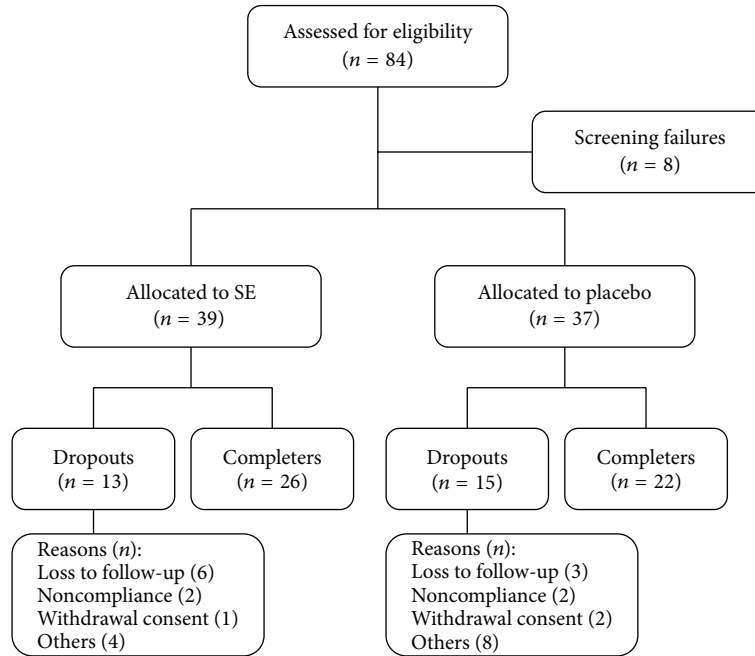 Assessed for eligibility
(n = 84)
Screening failures
(n = 8)
Allocated to SE
(n = 39)
Allocated to placebo
(n = 37)
Dropouts
(n = 13)
Completers
(n = 26)
Dropouts
(n = 15)
Completers
(n = 22)
Reasons (n):
Loss to follow-up (6)
Noncompliance (2)
Withdrawal consent (1)
Others (4)
Reasons (n):
Loss to follow-up (3)
Noncompliance (2)
Withdrawal consent (2)
Others (8)